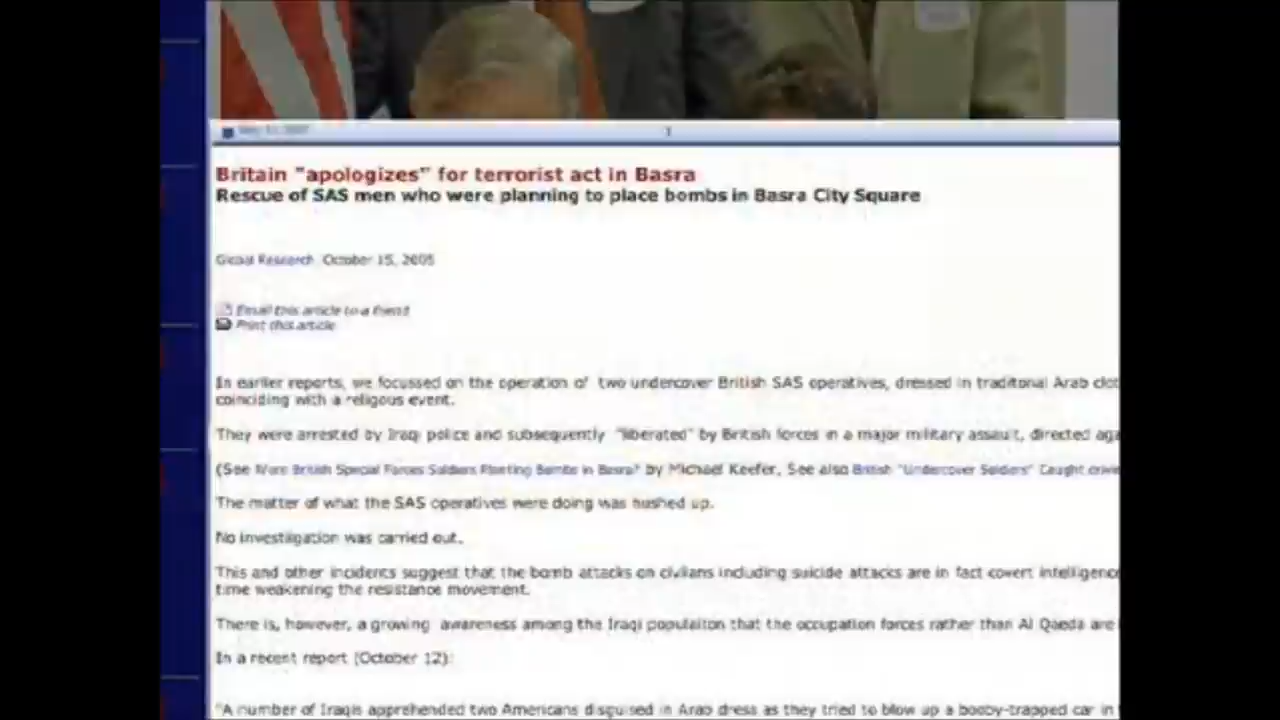 Britain "apologizes" for terrorist act in Basra
Rescue of SAS men who were planning to place bombs in Basra City Square
Global Research, October 15, 2005
Email this article to a friend
Print this article
In earlier reports, we focussed on the operation of two undercover British SAS operatives, dressed in traditonal Arab clot
coinciding with a religous event.
They were arrested by Iraqi police and subsequently "liberated" by British forces in a major military assault, directed aga
(See Were British Special Forces Soldiers Planting Bombs in Basra? by Michael Keefer, See also British "Undercover Soldiers" Caught drivi
The matter of what the SAS operatives were doing was hushed up.
No investigation was carried out.
This and other incidents suggest that the bomb attacks on civilians including suicide attacks are in fact covert intelligence
time weakening the resistance movement.
There is, however, a growing awareness among the Iraqi populaiton that the occupation forces rather than Al Qaeda are
In a recent report (October 12):
"A number of Iraqis apprehended two Americans disguised in Arab dress as they tried to blow up a booby-trapped car in